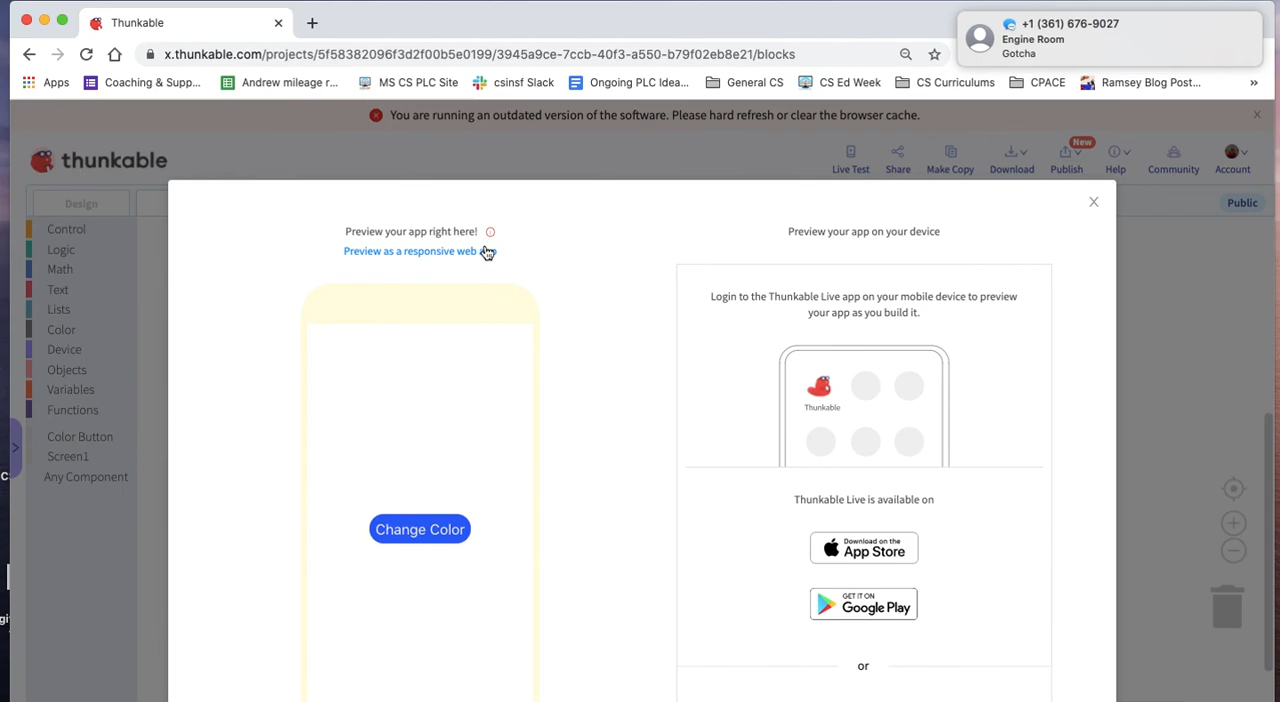 Thunkable
+1 (361) 676-9027
Engine Room
Gotcha
x.thunkable.com/projects/5f58382096f3d2f00b5e0199/3945a9ce-7ccb-40f3-a550-b79f02eb8e21/blocks
Apps
Coaching & Supp...
Andrew mileage r...
MS CS PLC Site
csinsf Slack
Ongoing PLC Idea...
General CS
CS Ed Week
CS Curriculums
CPACE
Ramsey Blog Post...
You are running an outdated version of the software. Please hard refresh or clear the browser cache.
thunkable
New
Live Test
Share
Make Copy
Download
Publish
Help
Community
Account
Design
Public
Control
Logic
Math
Text
Lists
Color
Device
Objects
Variables
Functions
Color Button
Screen1
Any Component
Preview your app right here!
Preview as a responsive web
Change Color
Preview your app on your device
Login to the Thunkable Live app on your mobile device to preview
your app as you build it.
Thunkable
Thunkable Live is available on
Download on the
App Store
GET IT ON
Google Play
or